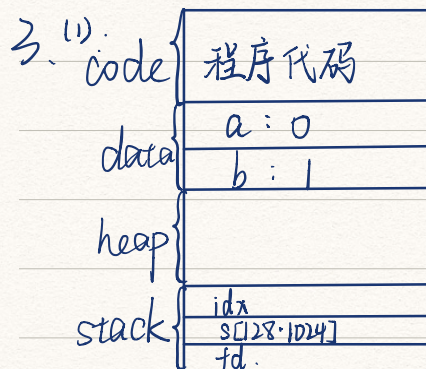 3. (1).
code 程序代码
data a : 0
b : 1
heap
stack idx
s[128·1024]
fd.